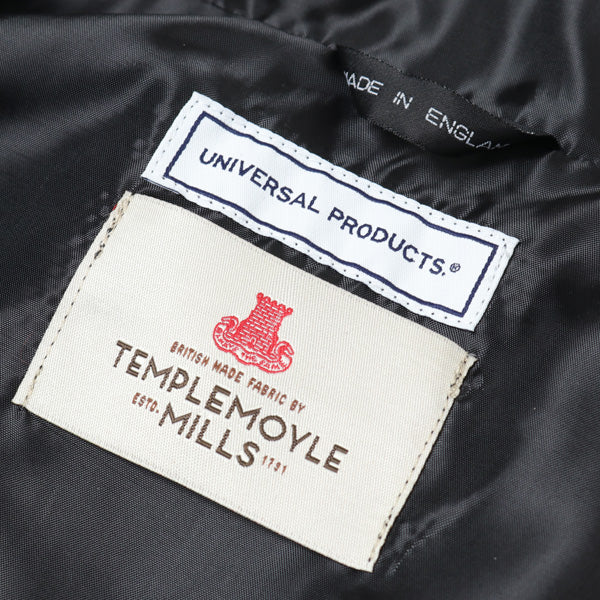 MADE IN ENGLAN
UNIVERSAL PRODUCTS.®
BRITISH MADE FABRIC BY
TEMPLEMOYLE
ESTD. MILLS 1791